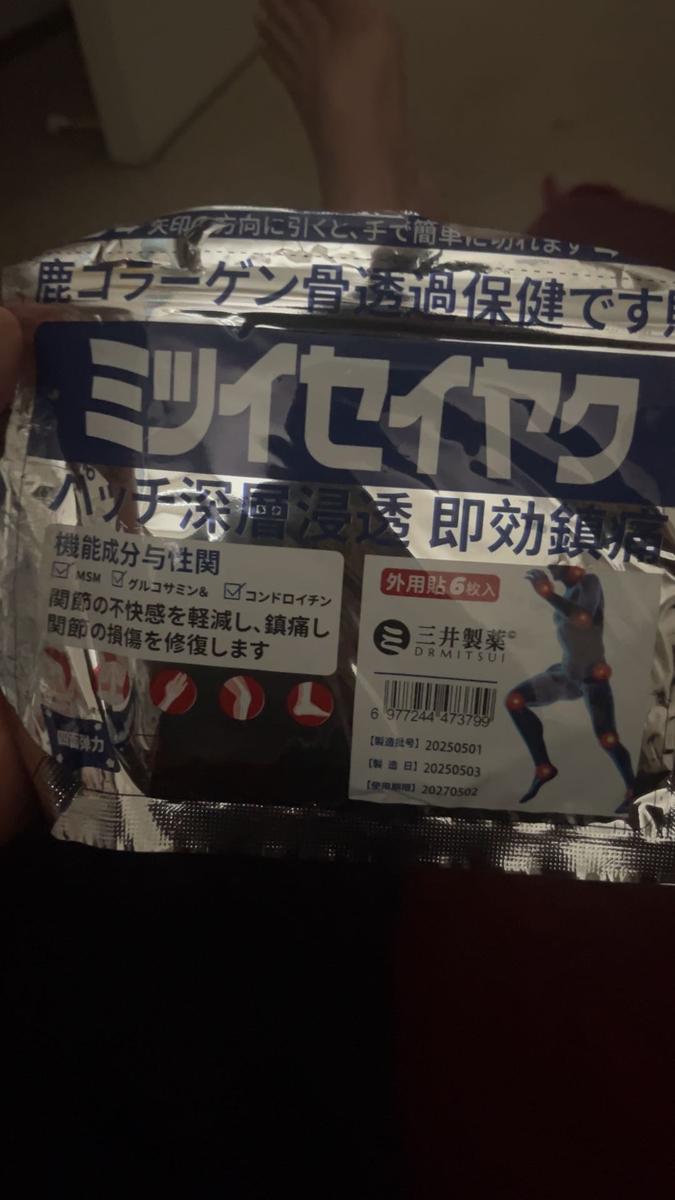 矢印の方向に引くと、手で簡単に切れます
鹿コラーゲン骨透過保健です
ミツイセイヤク
パッチ深層浸透 即効鎮痛
機能成分与性関
MSM グルコサミン& コンドロイチン
関節の不快感を軽減し、鎮痛し
関節の損傷を修復します
四面弾力
外用貼6枚入
三井製薬©
DRMITSUI
6 977244 473799
【製造批号】20250501
【製造日】20250503
【使用期限】20270502